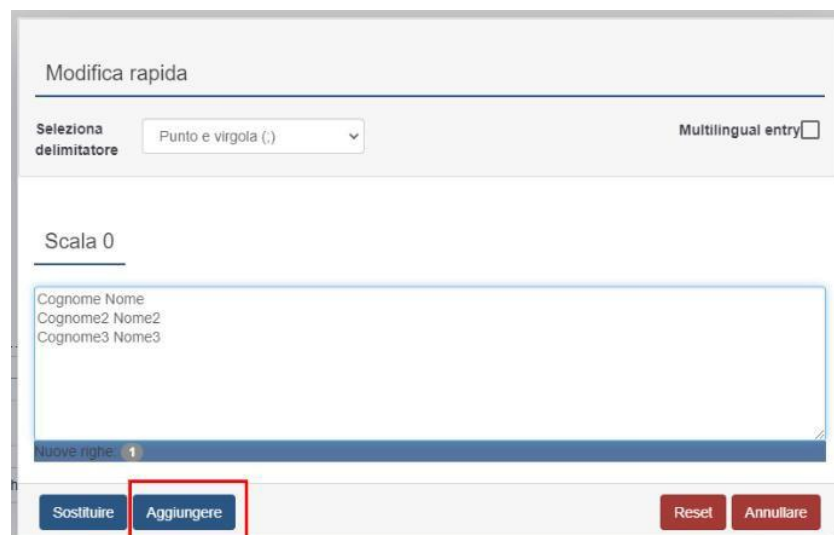 Modifica rapida
Seleziona
delimitatore
Punto e virgola (;)
Multilingual entry
Scala 0
Cognome Nome
Cognome2 Nome2
Cognome3 Nome3
Nuove righe: 1
h
Sostituire Aggiungere Reset Annullare